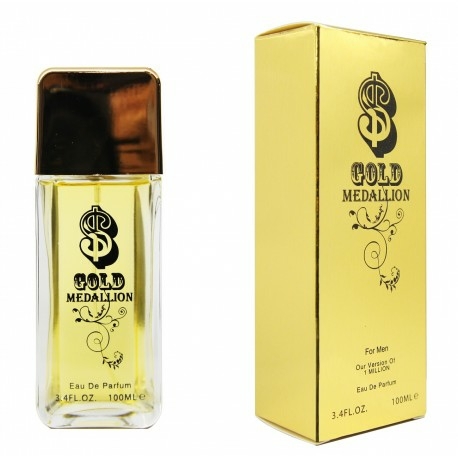 $
GOLD
MEDALLION
Eau De Parfum
3.4FL.OZ. 100ML℮
$
GOLD
MEDALLION
For Men
Our Version Of
1 MILLION
Eau De Parfum
3.4FL.OZ. 100ML℮